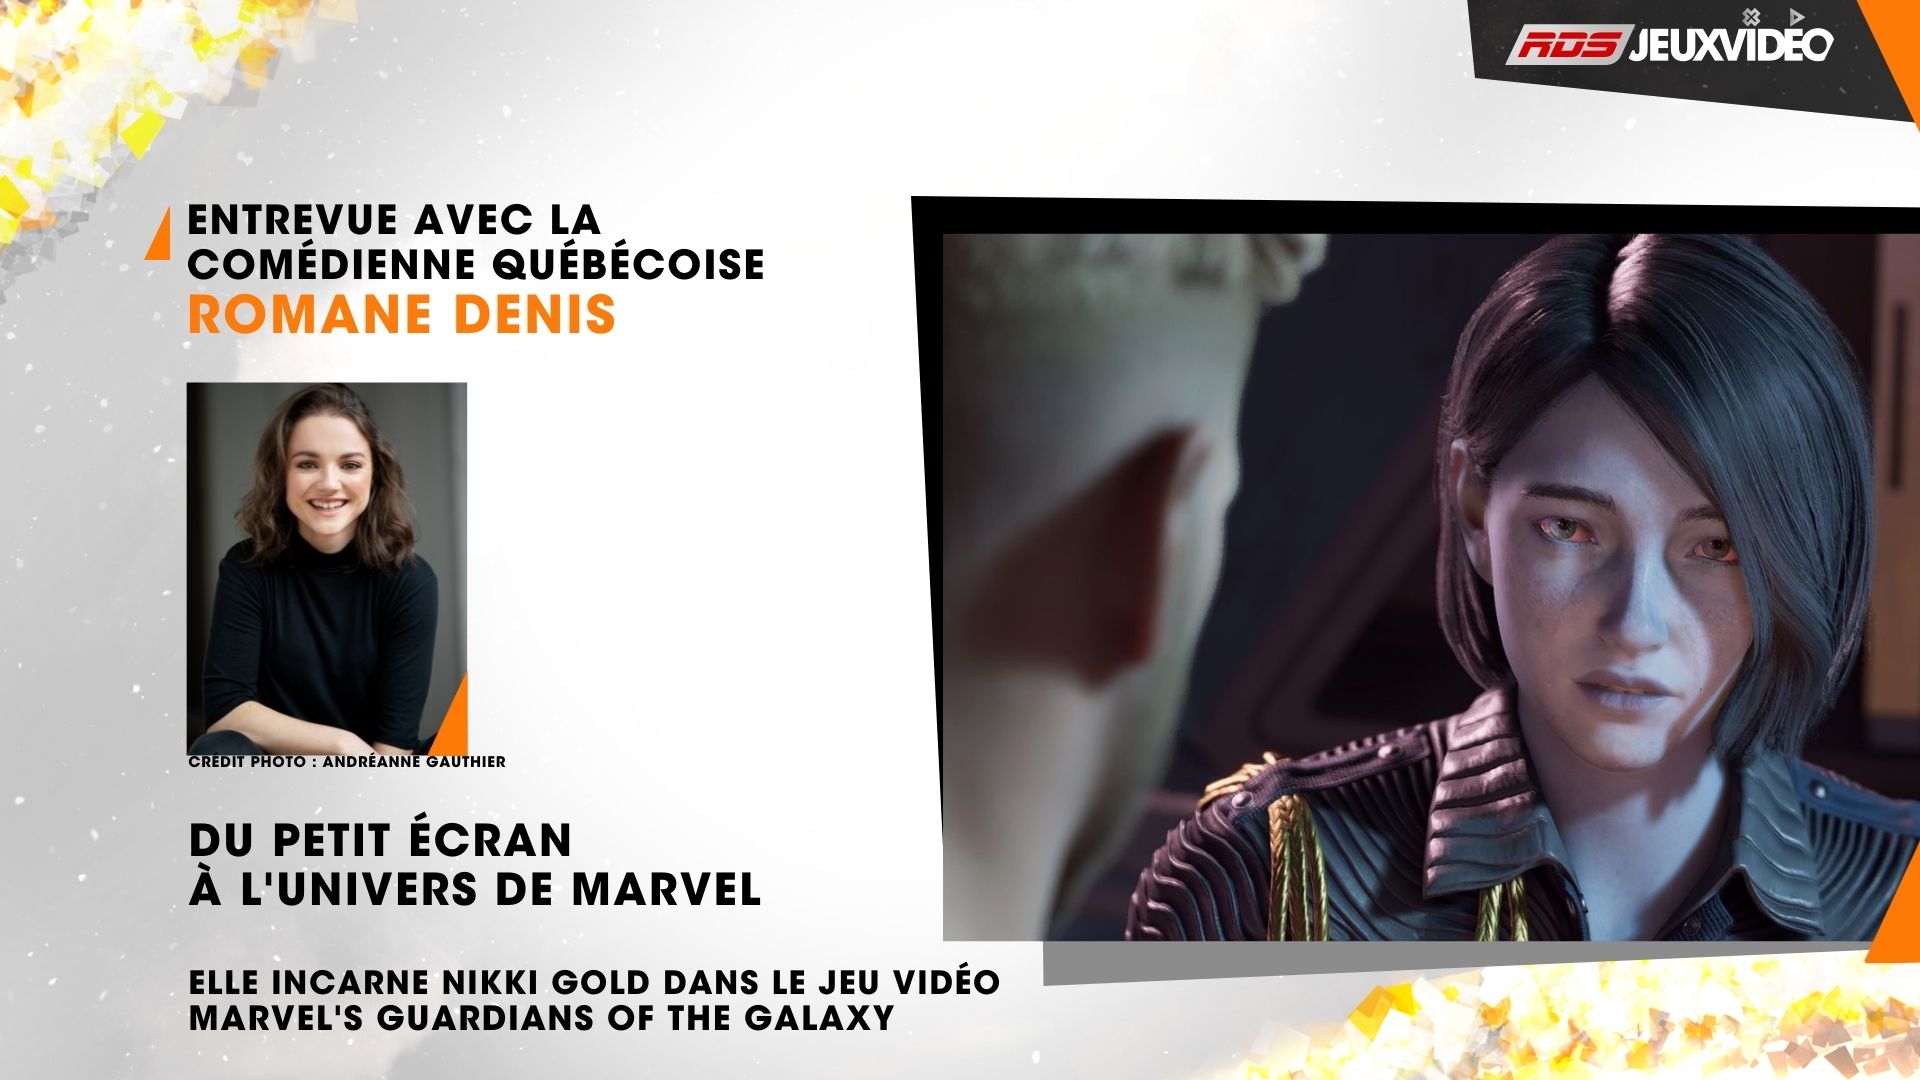 RDS JEUXVIDÉO
ENTREVUE AVEC LA
COMÉDIENNE QUÉBÉCOISE
ROMANE DENIS
CRÉDIT PHOTO : ANDRÉANNE GAUTHIER
DU PETIT ÉCRAN
À L'UNIVERS DE MARVEL
ELLE INCARNE NIKKI GOLD DANS LE JEU VIDÉO
MARVEL'S GUARDIANS OF THE GALAXY